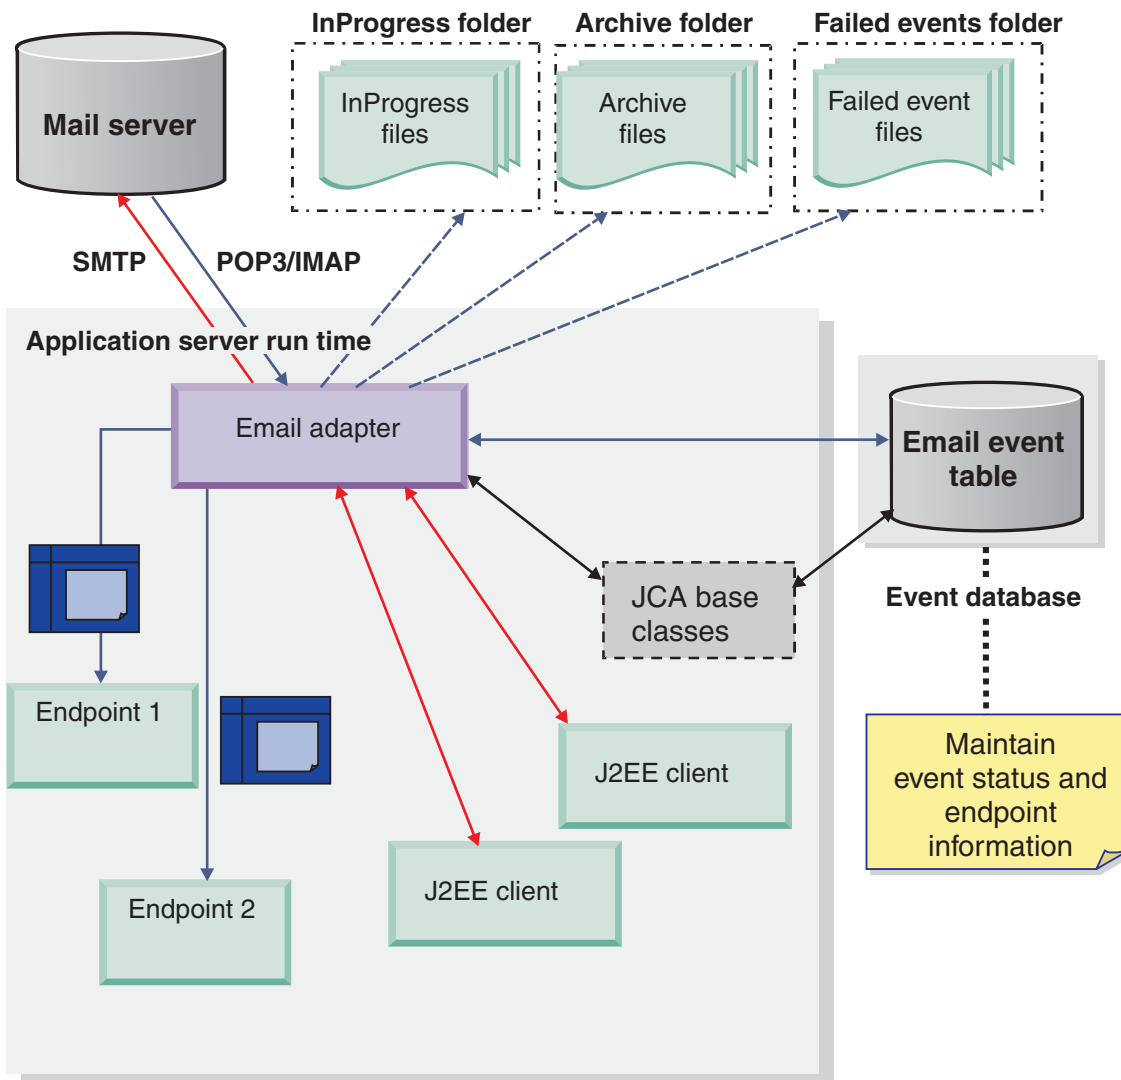 InProgress folder
Archive folder
Failed events folder
Mail server
InProgress
files
Archive
files
Failed event
files
SMTP
POP3/IMAP
Application server run time
Email adapter
Email event
table
JCA base
classes
Event database
Endpoint 1
Maintain
event status and
endpoint
information
J2EE client
J2EE client
Endpoint 2